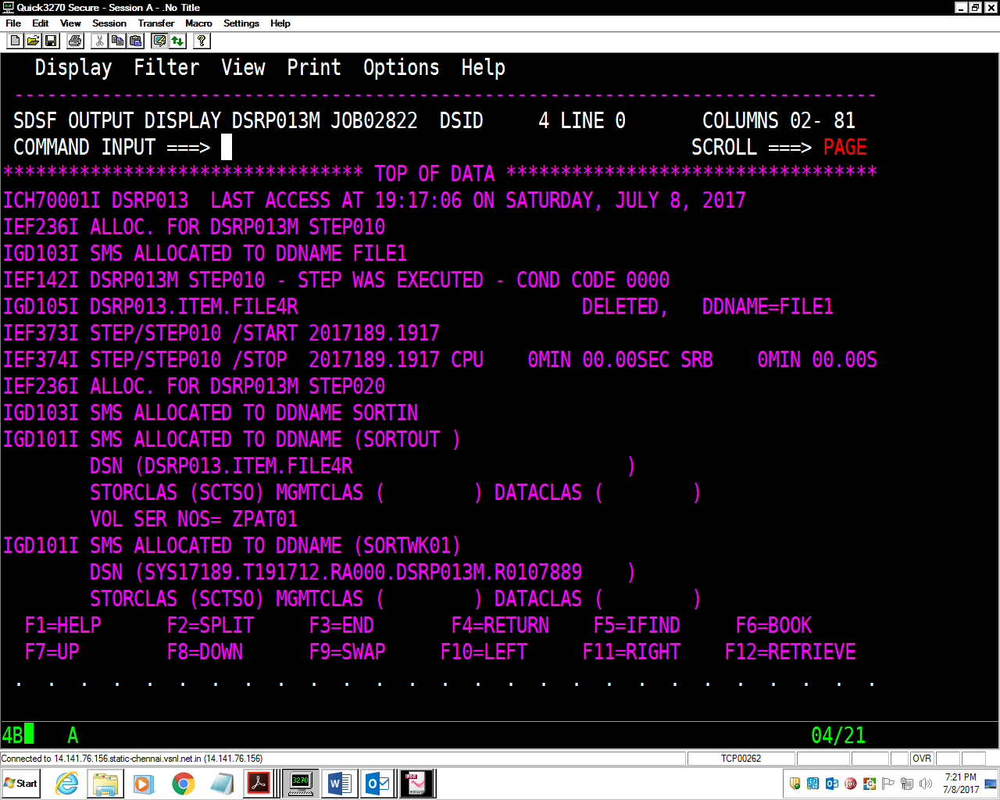 Quick3270 Secure - Session A - .No Title
File Edit View Session Transfer Macro Settings Help
Display Filter View Print Options Help
-------------------------------------------------------------------------------
SDSF OUTPUT DISPLAY DSRP013M JOB02822 DSID 4 LINE 0 COLUMNS 02- 81
COMMAND INPUT ===> SCROLL ===> PAGE
********************************* TOP OF DATA **********************************
ICH70001I DSRP013 LAST ACCESS AT 19:17:06 ON SATURDAY, JULY 8, 2017
IEF236I ALLOC. FOR DSRP013M STEP010
IGD103I SMS ALLOCATED TO DDNAME FILE1
IEF142I DSRP013M STEP010 - STEP WAS EXECUTED - COND CODE 0000
IGD105I DSRP013.ITEM.FILE4R DELETED, DDNAME=FILE1
IEF373I STEP/STEP010 /START 2017189.1917
IEF374I STEP/STEP010 /STOP 2017189.1917 CPU 0MIN 00.00SEC SRB 0MIN 00.00S
IEF236I ALLOC. FOR DSRP013M STEP020
IGD103I SMS ALLOCATED TO DDNAME SORTIN
IGD101I SMS ALLOCATED TO DDNAME (SORTOUT )
DSN (DSRP013.ITEM.FILE4R )
STORCLAS (SCTSO) MGMTCLAS ( ) DATACLAS ( )
VOL SER NOS= ZPAT01
IGD101I SMS ALLOCATED TO DDNAME (SORTWK01)
DSN (SYS17189.T191712.RA000.DSRP013M.R0107889 )
STORCLAS (SCTSO) MGMTCLAS ( ) DATACLAS ( )
F1=HELP F2=SPLIT F3=END F4=RETURN F5=IFIND F6=BOOK
F7=UP F8=DOWN F9=SWAP F10=LEFT F11=RIGHT F12=RETRIEVE
. . . . . . . . . . . . . . . . . . . . . . . . . . .
4B A 04/21
Connected to 14.141.76.156.static-chennai.vsnl.net.in (14.141.76.156) TCP00262 OVR
Start 3270 PDF 7:21 PM
7/8/2017